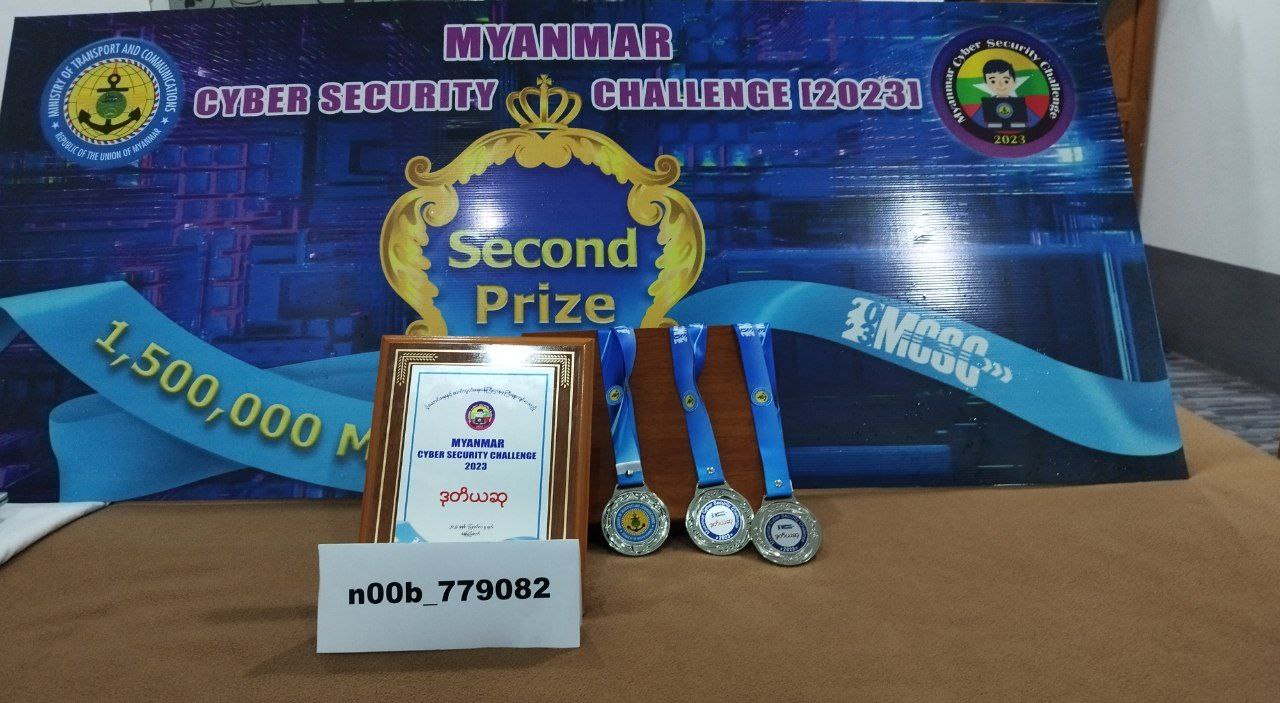 MYANMAR
CYBER SECURITY CHALLENGE [2023]
MINISTRY OF TRANSPORT AND COMMUNICATIONS
REPUBLIC OF THE UNION OF MYANMAR
Myanmar Cyber Security Challenge
2023
Second
Prize
1,500,000 M
MCSC
MYANMAR
CYBER SECURITY CHALLENGE
2023
ဒုတိယဆု
n00b_779082